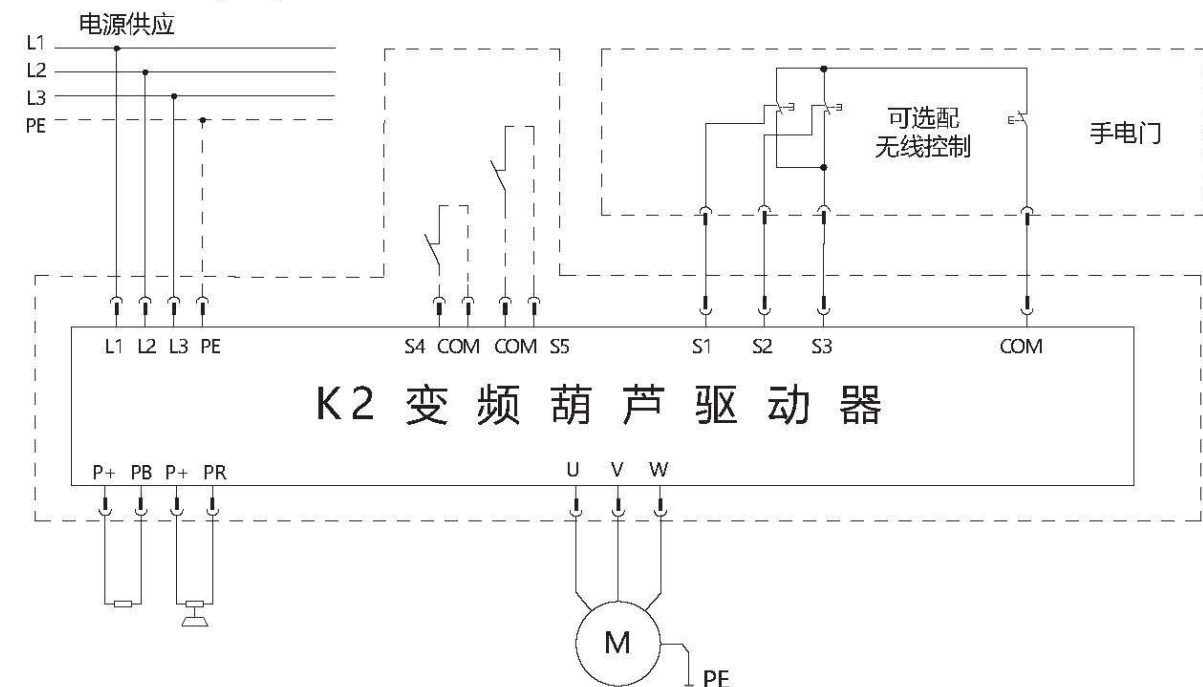 电源供应
L1
L2
L3
PE
可选配
无线控制
手电门
L1 L2 L3 PE S4 COM COM S5 S1 S2 S3 COM
K2 变频葫芦驱动器
P+ PB P+ PR U V W
M
PE